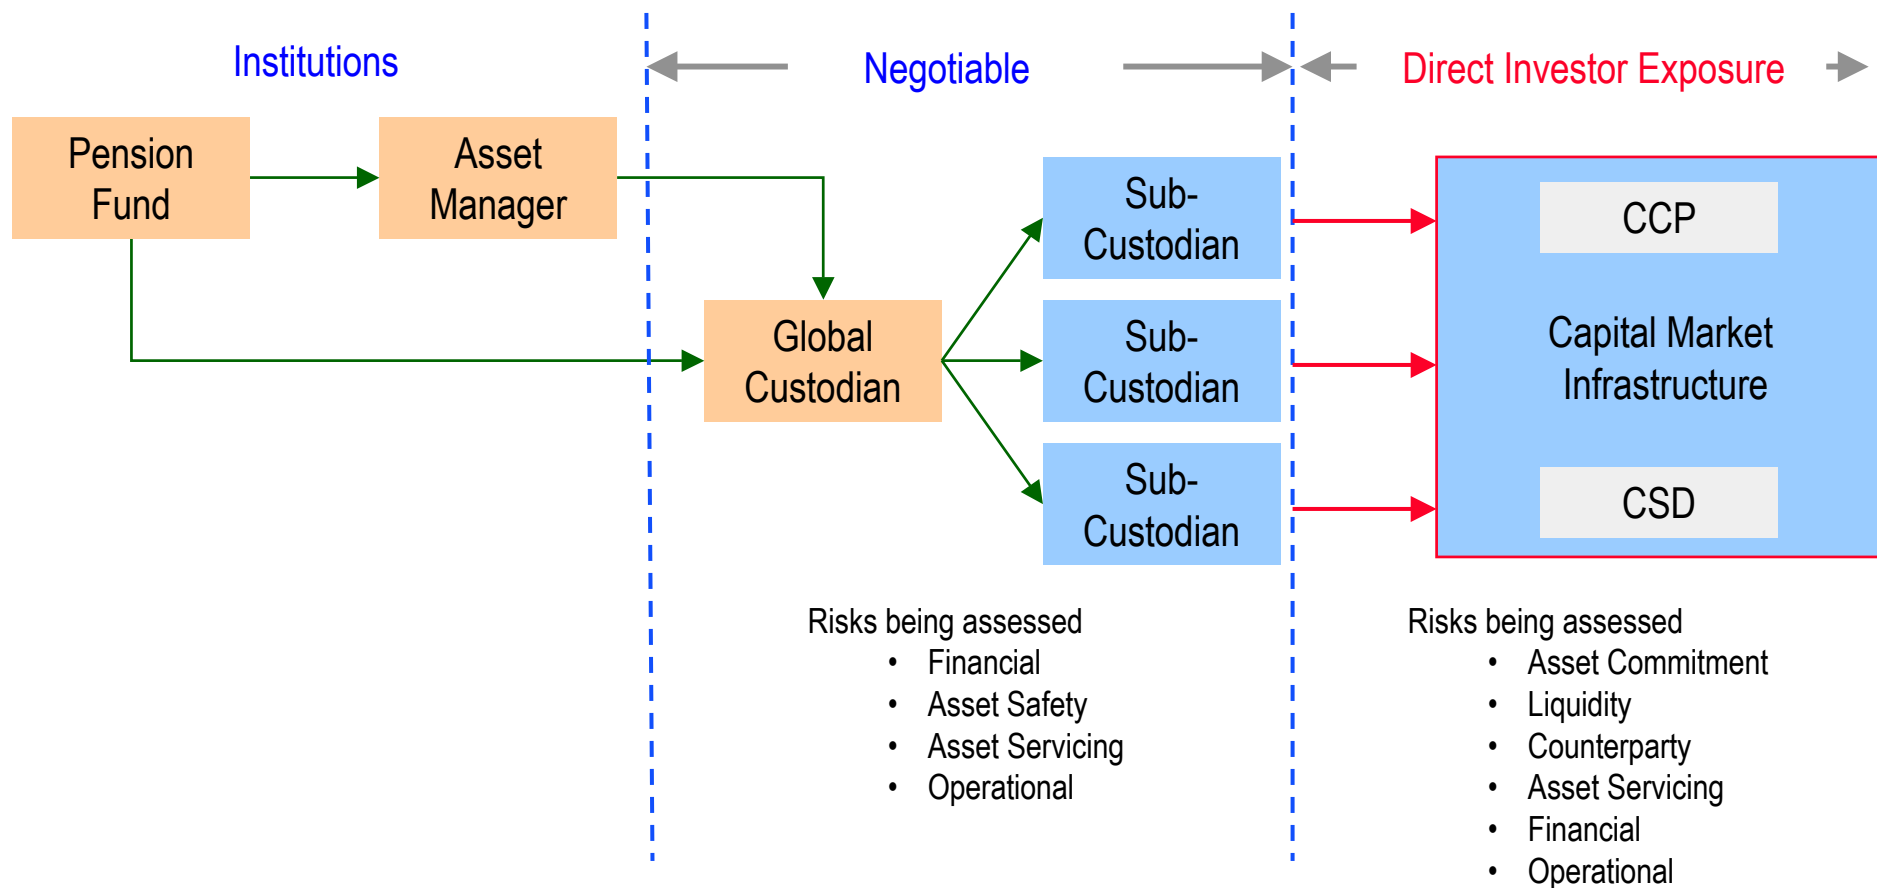 Institutions
Negotiable
Direct Investor Exposure
Pension
Fund
Asset
Manager
Global
Custodian
Sub-
Custodian
Sub-
Custodian
Sub-
Custodian
CCP
Capital Market
Infrastructure
CSD
Risks being assessed
• Financial
• Asset Safety
• Asset Servicing
• Operational
Risks being assessed
• Asset Commitment
• Liquidity
• Counterparty
• Asset Servicing
• Financial
• Operational